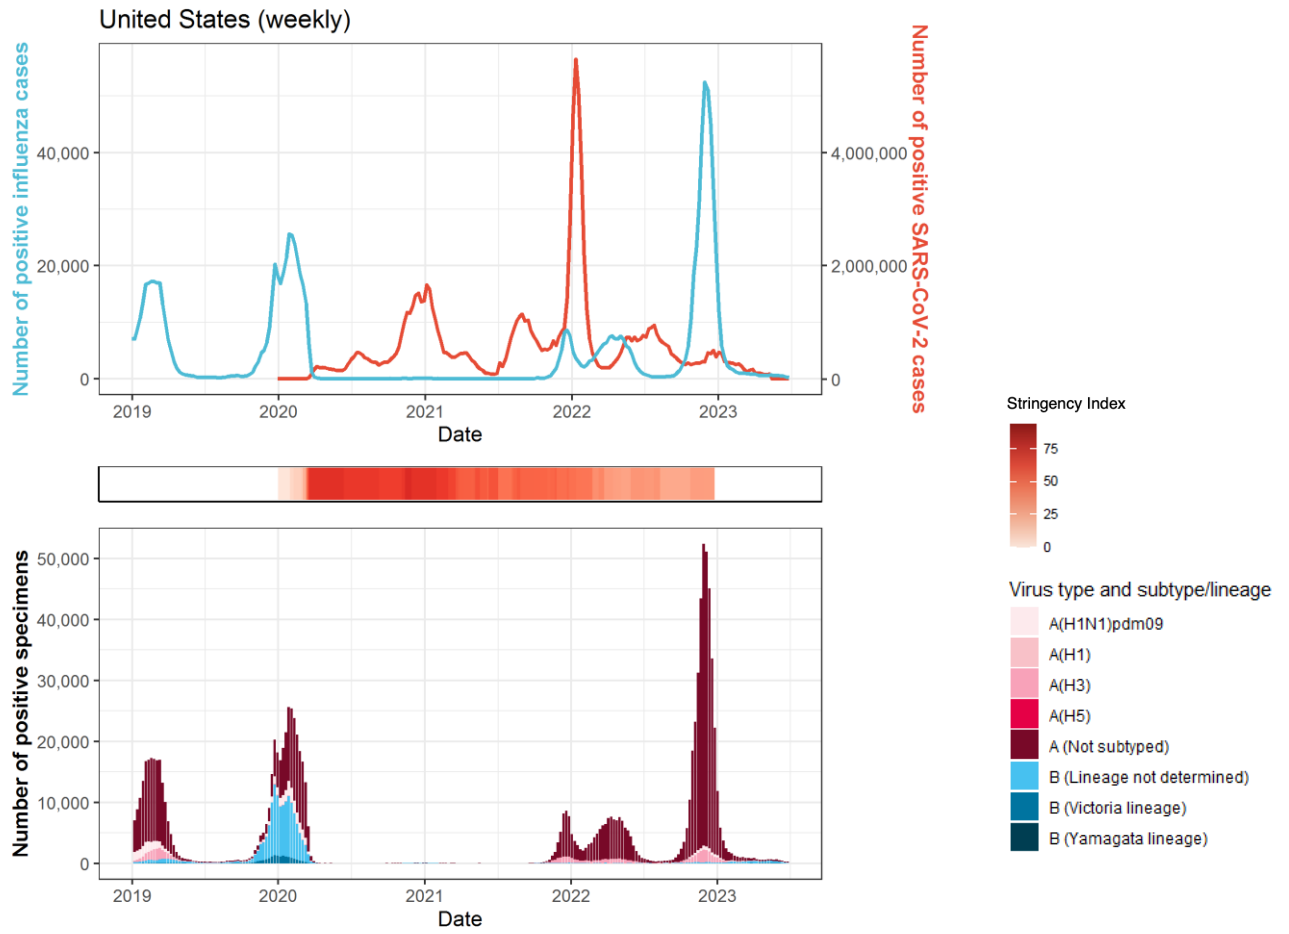 United States (weekly)
Number of positive influenza cases
40,000
20,000
0
4,000,000
2,000,000
0
Number of positive SARS-CoV-2 cases
2019
2020
2021
2022
2023
Date
Stringency Index
75
50
25
0
Number of positive specimens
50,000
40,000
30,000
20,000
10,000
0
2019
2020
2021
2022
2023
Date
Virus type and subtype/lineage
A(H1N1)pdm09
A(H1)
A(H3)
A(H5)
A (Not subtyped)
B (Lineage not determined)
B (Victoria lineage)
B (Yamagata lineage)